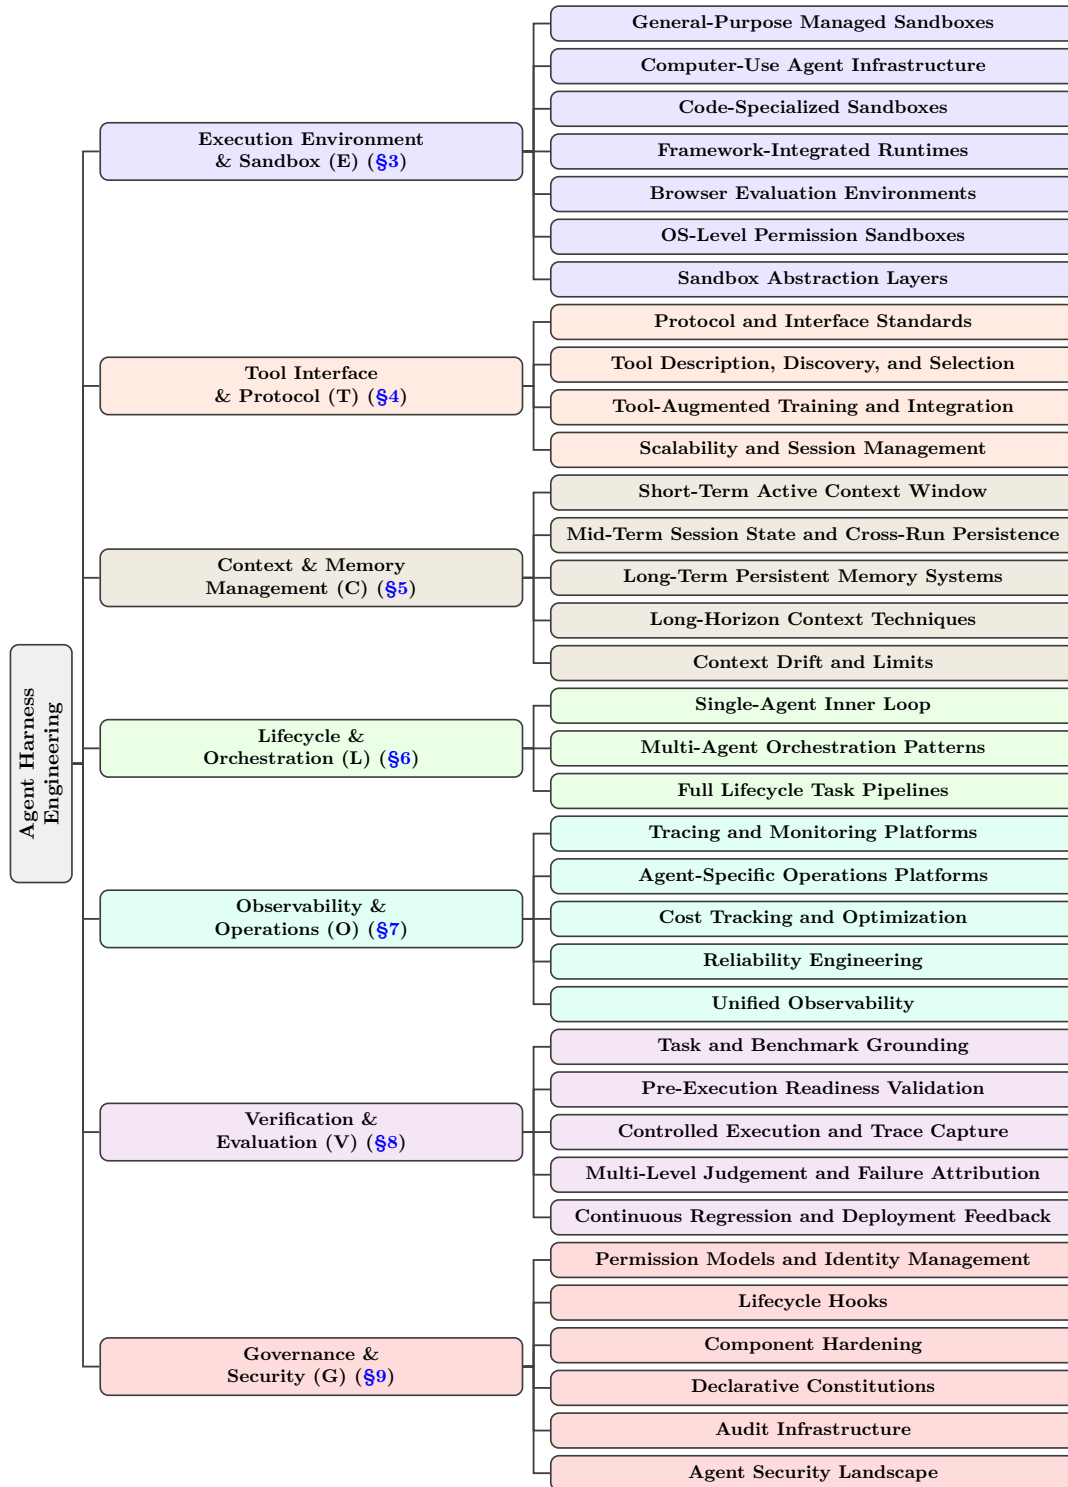 Agent Harness
Engineering
Execution Environment
& Sandbox (E) (§3)
General-Purpose Managed Sandboxes
Computer-Use Agent Infrastructure
Code-Specialized Sandboxes
Framework-Integrated Runtimes
Browser Evaluation Environments
OS-Level Permission Sandboxes
Sandbox Abstraction Layers
Tool Interface
& Protocol (T) (§4)
Protocol and Interface Standards
Tool Description, Discovery, and Selection
Tool-Augmented Training and Integration
Scalability and Session Management
Context & Memory
Management (C) (§5)
Short-Term Active Context Window
Mid-Term Session State and Cross-Run Persistence
Long-Term Persistent Memory Systems
Long-Horizon Context Techniques
Context Drift and Limits
Lifecycle &
Orchestration (L) (§6)
Single-Agent Inner Loop
Multi-Agent Orchestration Patterns
Full Lifecycle Task Pipelines
Observability &
Operations (O) (§7)
Tracing and Monitoring Platforms
Agent-Specific Operations Platforms
Cost Tracking and Optimization
Reliability Engineering
Unified Observability
Verification &
Evaluation (V) (§8)
Task and Benchmark Grounding
Pre-Execution Readiness Validation
Controlled Execution and Trace Capture
Multi-Level Judgement and Failure Attribution
Continuous Regression and Deployment Feedback
Governance &
Security (G) (§9)
Permission Models and Identity Management
Lifecycle Hooks
Component Hardening
Declarative Constitutions
Audit Infrastructure
Agent Security Landscape